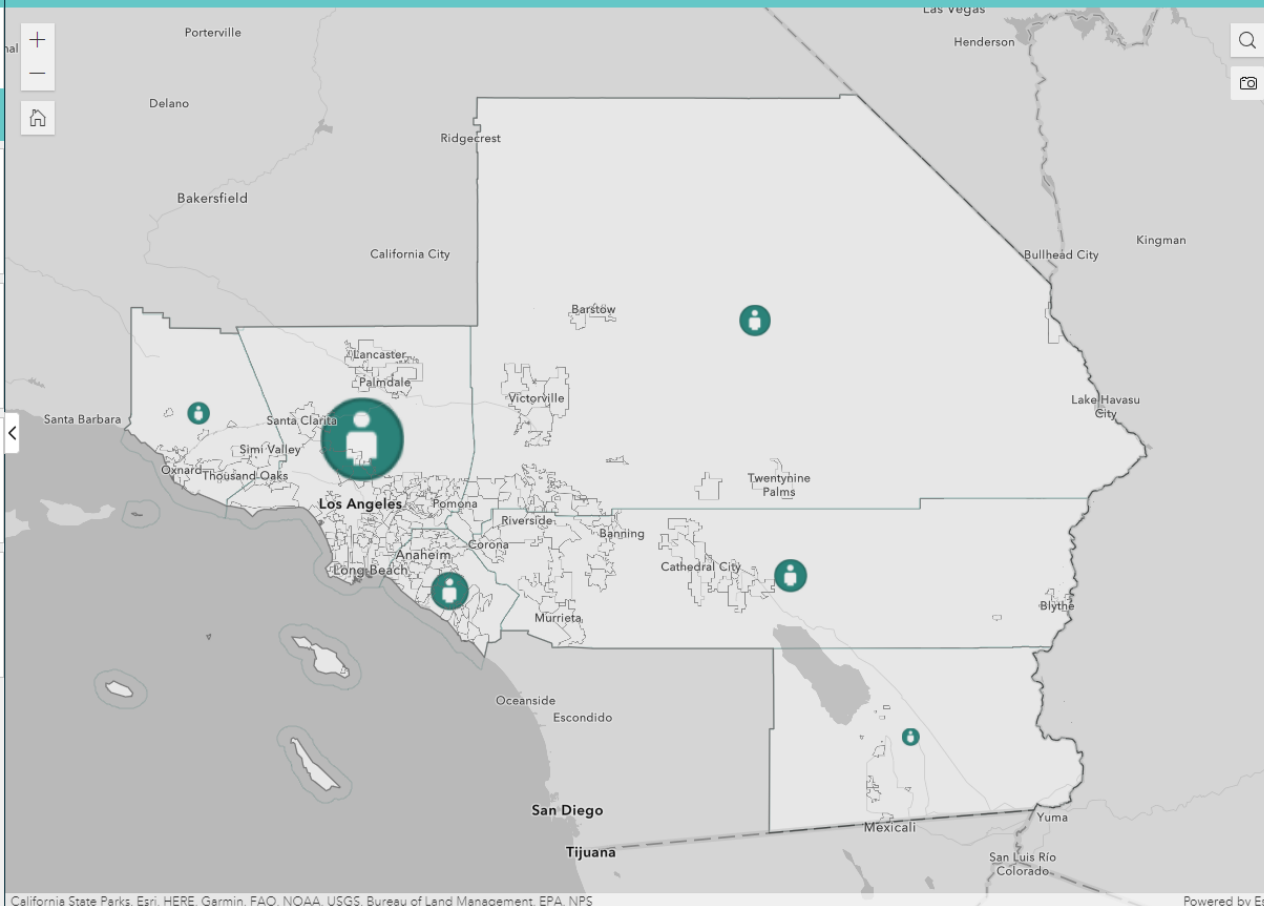 Las Vegas
Porterville
Henderson
Delano
Ridgecrest
Bakersfield
California City
Kingman
Bullhead City
Barstow
Lancaster
Palmdale
Victorville
Lake Havasu
City
Santa Barbara
Santa Clarita
Simi Valley
Oxnard
Thousand Oaks
Twentynine
Palms
Los Angeles
Pomona
Riverside
Banning
Corona
Anaheim
Long Beach
Cathedral City
Blythe
Murrieta
Oceanside
Escondido
San Diego
Mexicali
Yuma
Tijuana
San Luis Río
Colorado
California State Parks, Esri, HERE, Garmin, FAO, NOAA, USGS, Bureau of Land Management, EPA, NPS
Powered by Es